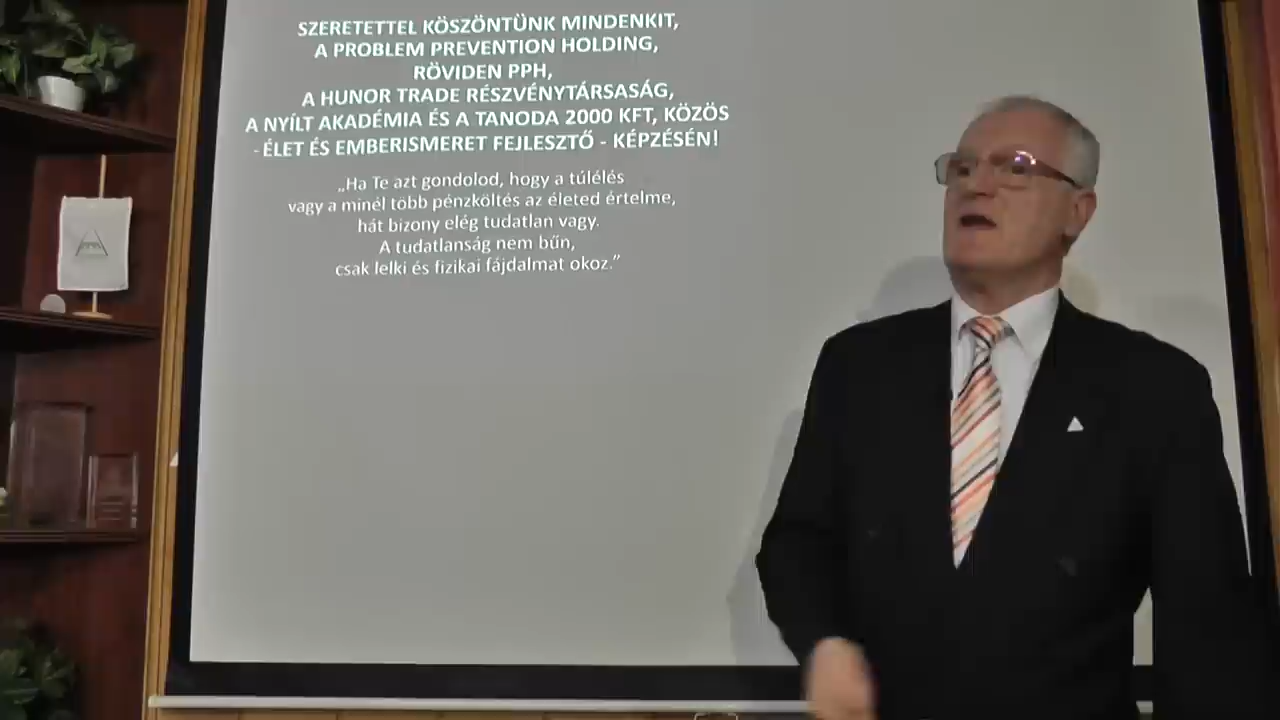 SZERETETTEL KÖSZÖNTÜNK MINDENKIT,
A PROBLEM PREVENTION HOLDING,
RÖVIDEN PPH,
A HUNOR TRADE RÉSZVÉNYTÁRSASÁG,
A NYÍLT AKADÉMIA ÉS A TANODA 2000 KFT, KÖZÖS
- ÉLET ÉS EMBERISMERET FEJLESZTŐ - KÉPZÉSÉN!
„Ha Te azt gondolod, hogy a túlélés
vagy a minél több pénzköltés az életed értelme,
hát bizony elég tudatlan vagy.
A tudatlanság nem bűn,
csak lelki és fizikai fájdalmat okoz.”